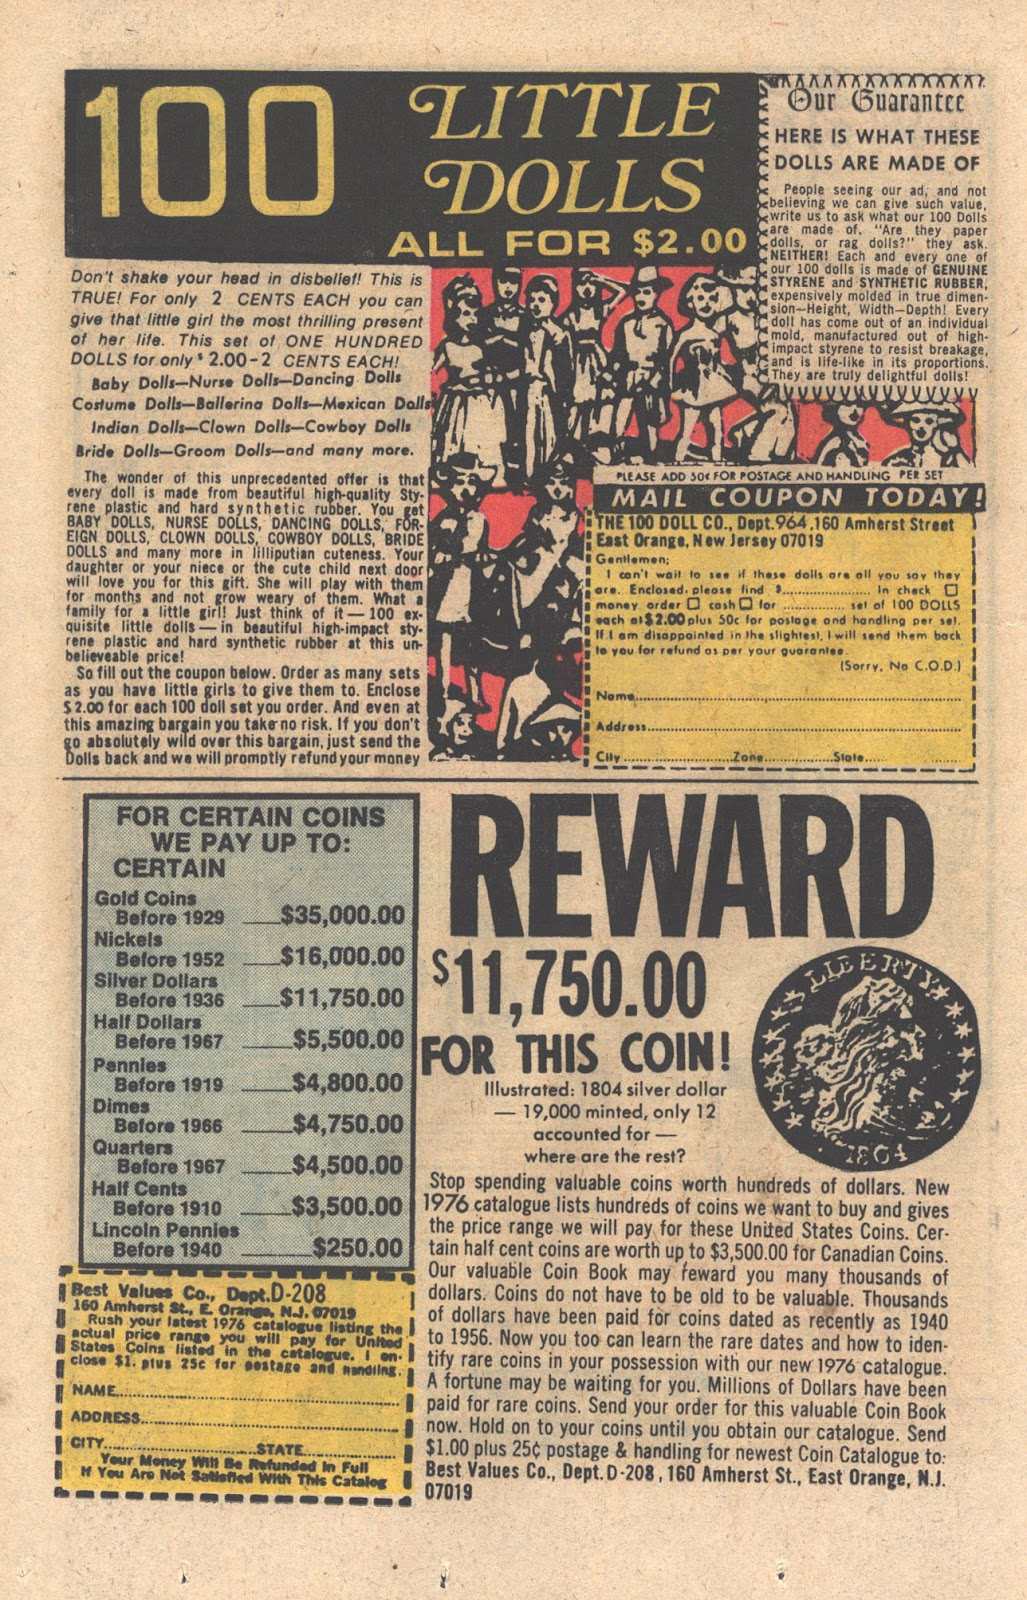 100
LITTLE
DOLLS
ALL FOR $2.00
Don't shake your head in disbelief! This is
TRUE! For only 2 CENTS EACH you can
give that little girl the most thrilling present
of her life. This set of ONE HUNDRED
DOLLS for only $2.00-2 CENTS EACH!
Baby Dolls—Nurse Dolls—Dancing Dolls
Costume Dolls—Ballerina Dolls—Mexican Dolls
Indian Dolls—Clown Dolls—Cowboy Dolls
Bride Dolls—Groom Dolls—and many more.
The wonder of this unprecedented offer is that
every doll is made from beautiful high-quality Sty-
rene plastic and hard synthetic rubber. You get
BABY DOLLS, NURSE DOLLS, DANCING DOLLS, FOR-
EIGN DOLLS, CLOWN DOLLS, COWBOY DOLLS, BRIDE
DOLLS and many more in lilliputian cuteness. Your
daughter or your niece or the cute child next door
will love you for this gift. She will play with them
for months and not grow weary of them. What a
family for a little girl! Just think of it — 100 ex-
quisite little dolls — in beautiful high-impact sty-
rene plastic and hard synthetic rubber at this un-
believeable price!
So fill out the coupon below. Order as many sets
as you have little girls to give them to. Enclose
$2.00 for each 100 doll set you order. And even at
this amazing bargain you take no risk. If you don't
go absolutely wild over this bargain, just send the
Dolls back and we will promptly refund your money
Our Guarantee
HERE IS WHAT THESE
DOLLS ARE MADE OF
People seeing our ad, and not
believing we can give such value,
write us to ask what our 100 Dolls
are made of. "Are they paper
dolls, or rag dolls?" they ask.
NEITHER! Each and every one of
our 100 dolls is made of GENUINE
STYRENE and SYNTHETIC RUBBER,
expensively molded in true dimen-
sion—Height, Width—Depth! Every
doll has come out of an individual
mold, manufactured out of high-
impact styrene to resist breakage,
and is life-like in its proportions.
They are truly delightful dolls!
PLEASE ADD 50¢ FOR POSTAGE AND HANDLING PER SET
MAIL COUPON TODAY!
THE 100 DOLL CO., Dept. 964, 160 Amherst Street
East Orange, New Jersey 07019
Gentlemen:
I can't wait to see if these dolls are all you say they
are. Enclosed please find $.................... In check ☐
money order ☐ cash ☐ for .............. set of 100 DOLLS
each at $2.00 plus 50c for postage and handling per set.
If I am disappointed in the slightest, I will send them back
to you for refund as per your guarantee.
(Sorry, No C.O.D.)
Name..............................
Address..............................
City....................Zone....................State....................
FOR CERTAIN COINS
WE PAY UP TO:
CERTAIN
Gold Coins
Before 1929 ___$35,000.00
Nickels
Before 1952 ___$16,000.00
Silver Dollars
Before 1936 ___$11,750.00
Half Dollars
Before 1967 ___$5,500.00
Pennies
Before 1919 ___$4,800.00
Dimes
Before 1966 ___$4,750.00
Quarters
Before 1967 ___$4,500.00
Half Cents
Before 1910 ___$3,500.00
Lincoln Pennies
Before 1940 ___$250.00
Best Values Co., Dept. D-208
160 Amherst St., E. Orange, N.J. 07019
Rush your latest 1976 catalogue listing the
actual price range you will pay for United
States Coins listed in the catalogue. I en-
close $1. plus 25c for postage and handling.
NAME..............................
ADDRESS..............................
CITY....................STATE....................
Your Money Will Be Refunded In Full
If You Are Not Satisfied With This Catalog
REWARD
$11,750.00
FOR THIS COIN!
Illustrated: 1804 silver dollar
— 19,000 minted, only 12
accounted for —
where are the rest?
LIBERTY
1804
Stop spending valuable coins worth hundreds of dollars. New
1976 catalogue lists hundreds of coins we want to buy and gives
the price range we will pay for these United States Coins. Cer-
tain half cent coins are worth up to $3,500.00 for Canadian Coins.
Our valuable Coin Book may reward you many thousands of
dollars. Coins do not have to be old to be valuable. Thousands
of dollars have been paid for coins dated as recently as 1940
to 1956. Now you too can learn the rare dates and how to iden-
tify rare coins in your possession with our new 1976 catalogue.
A fortune may be waiting for you. Millions of Dollars have been
paid for rare coins. Send your order for this valuable Coin Book
now. Hold on to your coins until you obtain our catalogue. Send
$1.00 plus 25¢ postage & handling for newest Coin Catalogue to:
Best Values Co., Dept. D-208, 160 Amherst St., East Orange, N.J.
07019